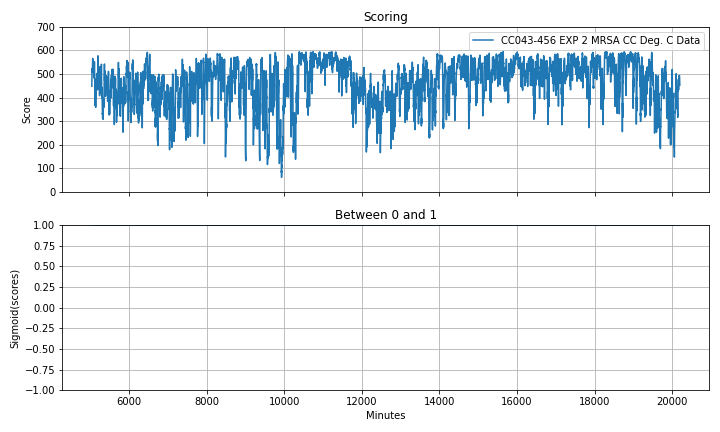 Scoring
700
600
500
400
300
200
100
0
Score
CC043-456 EXP 2 MRSA CC Deg. C Data
Between 0 and 1
1.00
0.75
0.50
0.25
0.00
−0.25
−0.50
−0.75
−1.00
Sigmoid(scores)
6000 8000 10000 12000 14000 16000 18000 20000
Minutes